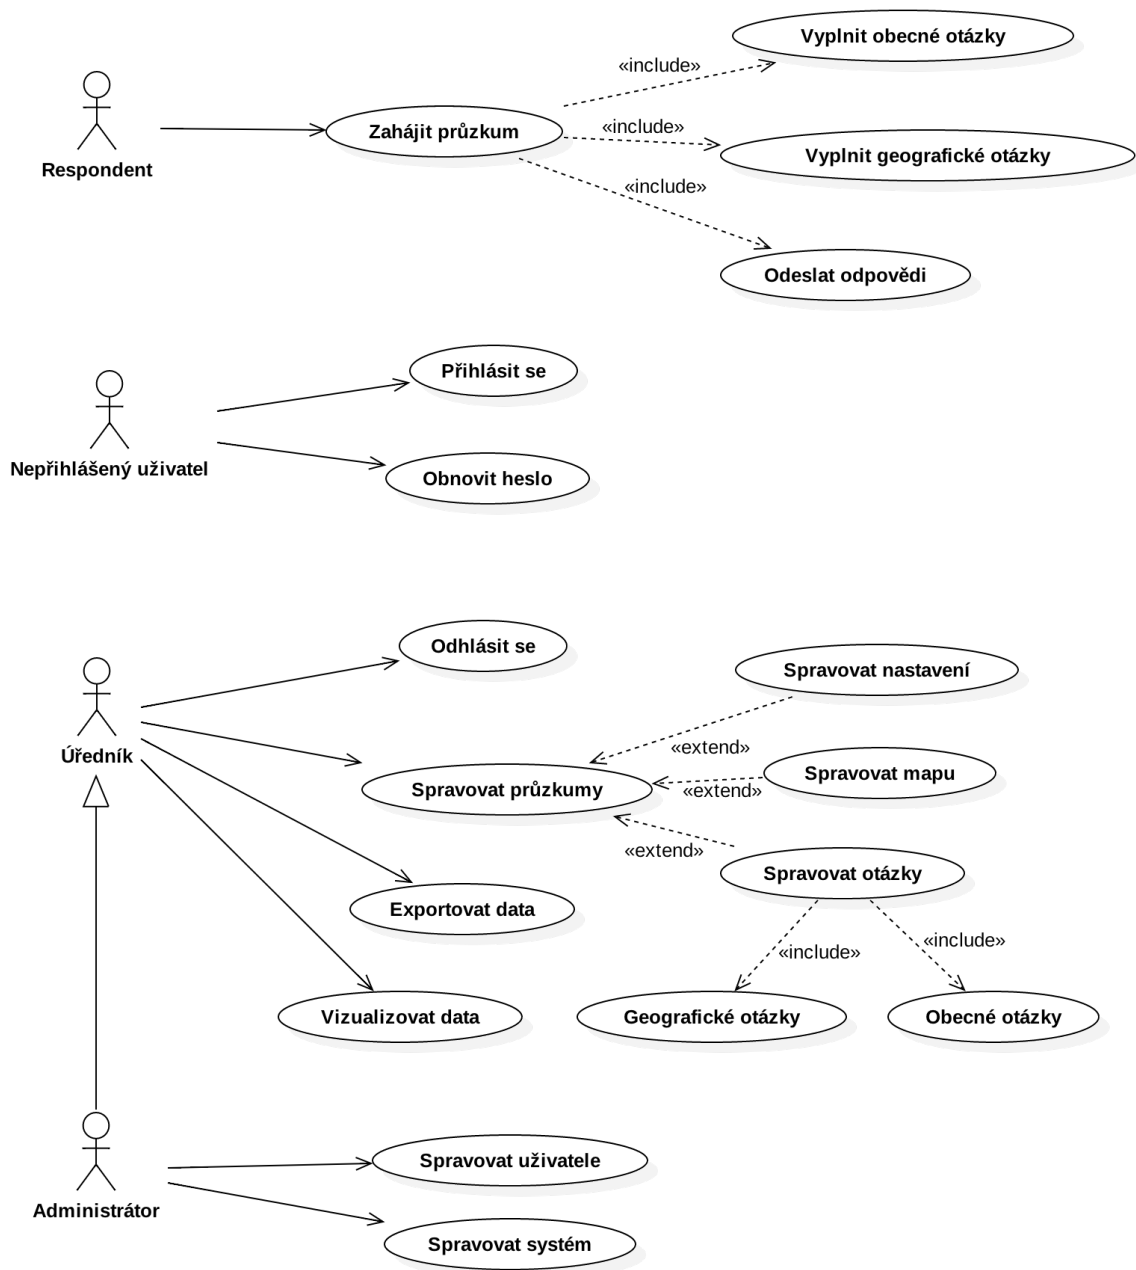 Vyplnit obecné otázky
«include»
Respondent
Zahájit průzkum
«include»
Vyplnit geografické otázky
«include»
Odeslat odpovědi
Přihlásit se
Nepřihlášený uživatel
Obnovit heslo
Odhlásit se
Spravovat nastavení
Úředník
«extend»
Spravovat průzkumy
Spravovat mapu
«extend»
«extend»
Spravovat otázky
Exportovat data
«include»
«include»
Vizualizovat data
Geografické otázky
Obecné otázky
Spravovat uživatele
Administrátor
Spravovat systém